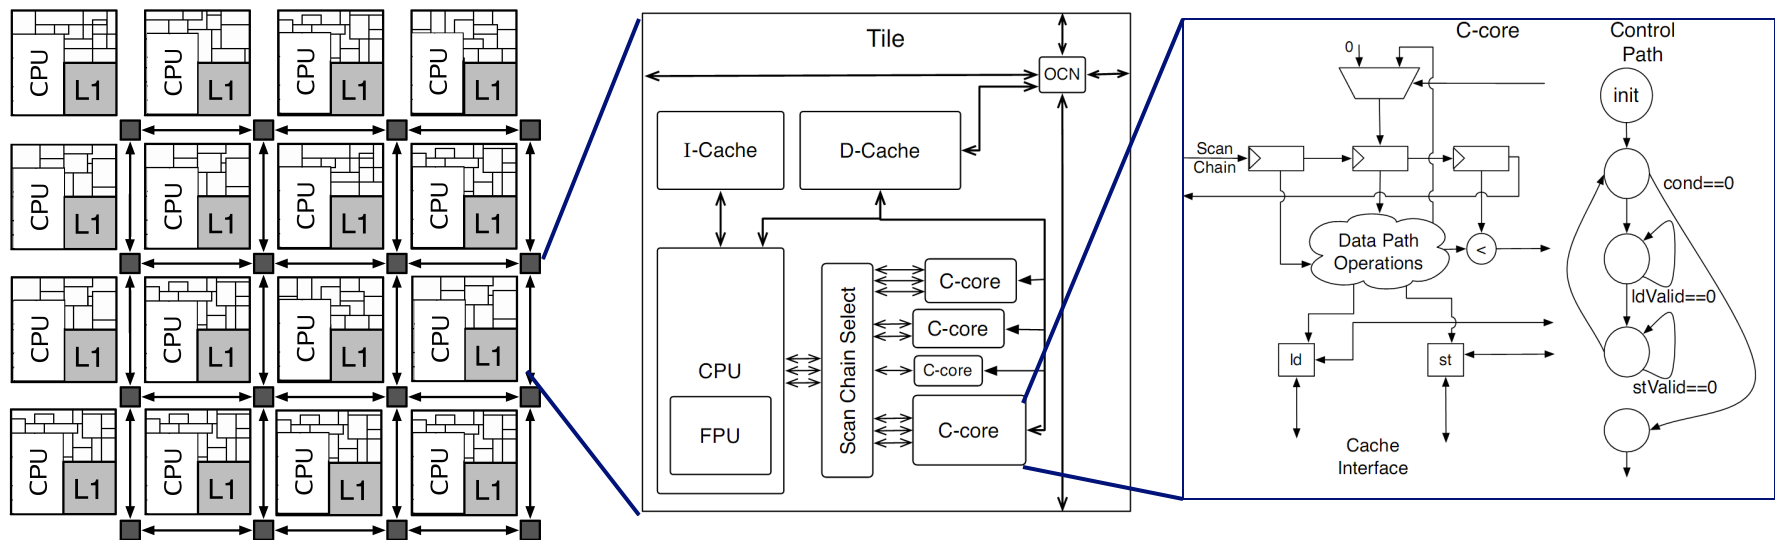 CPU L1 CPU L1 CPU L1 CPU L1
CPU L1 CPU L1 CPU L1 CPU L1
CPU L1 CPU L1 CPU L1 CPU L1
CPU L1 CPU L1 CPU L1 CPU L1
Tile
OCN
I-Cache
D-Cache
CPU
FPU
Scan Chain Select
C-core
C-core
C-core
C-core
C-core
0
Scan
Chain
Data Path
Operations
<
ld
st
Cache
Interface
Control
Path
init
cond==0
ldValid==0
stValid==0